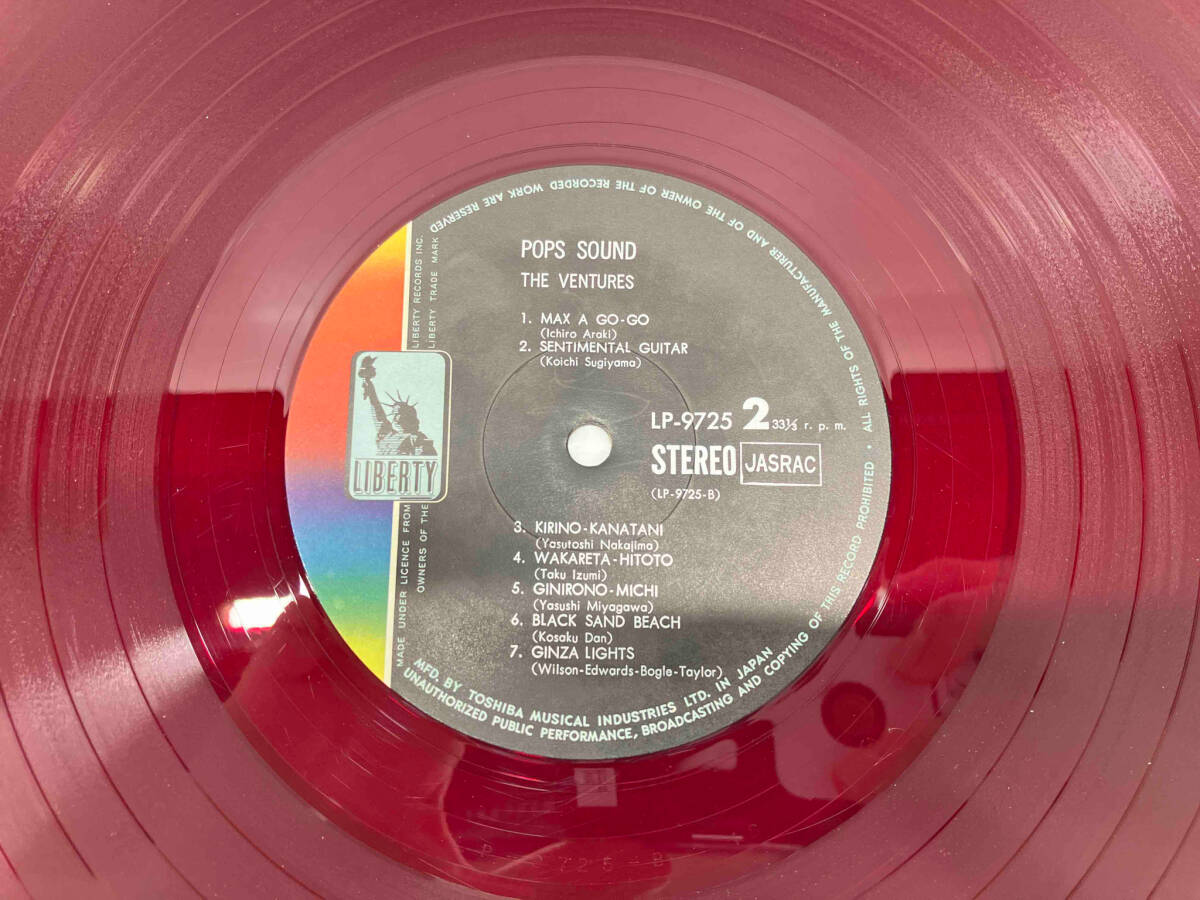 POPS SOUND
THE VENTURES
1. MAX A GO-GO
(Ichiro Araki)
2. SENTIMENTAL GUITAR
(Koichi Sugiyama)
LP-9725 2 33⅓ r. p. m.
STEREO JASRAC
(LP-9725-B)
3. KIRINO-KANATANI
(Yasutoshi Nakajima)
4. WAKARETA-HITOTO
(Taku Izumi)
5. GINIRONO-MICHI
(Yasushi Miyagawa)
6. BLACK SAND BEACH
(Kosaku Dan)
7. GINZA LIGHTS
(Wilson-Edwards-Bogle-Taylor)
LIBERTY
MADE UNDER LICENCE FROM LIBERTY RECORDS INC.
OWNERS OF THE LIBERTY TRADE MARK
MFD. BY TOSHIBA MUSICAL INDUSTRIES LTD. IN JAPAN
UNAUTHORIZED PUBLIC PERFORMANCE, BROADCASTING AND COPYING OF THIS RECORD PROHIBITED • ALL RIGHTS OF THE MANUFACTURER AND OF THE OWNER OF THE RECORDED WORK ARE RESERVED